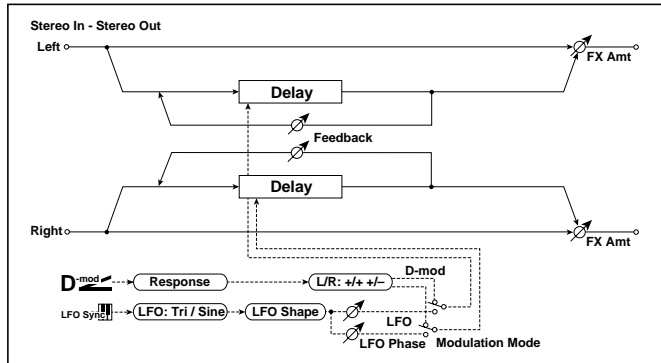 Stereo In - Stereo Out
Left
FX Amt
Delay
Feedback
Delay
Right
FX Amt
D-mod
D-mod Response L/R: +/+ +/–
LFO Sync LFO: Tri / Sine LFO Shape LFO
LFO Phase Modulation Mode